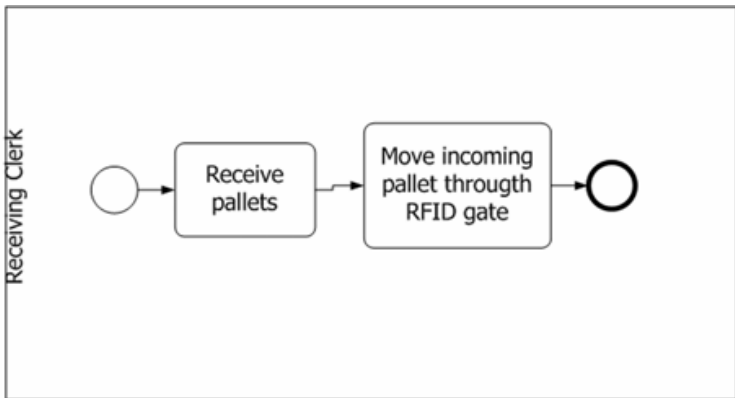 Receiving Clerk
Receive
pallets
Move incoming
pallet througth
RFID gate